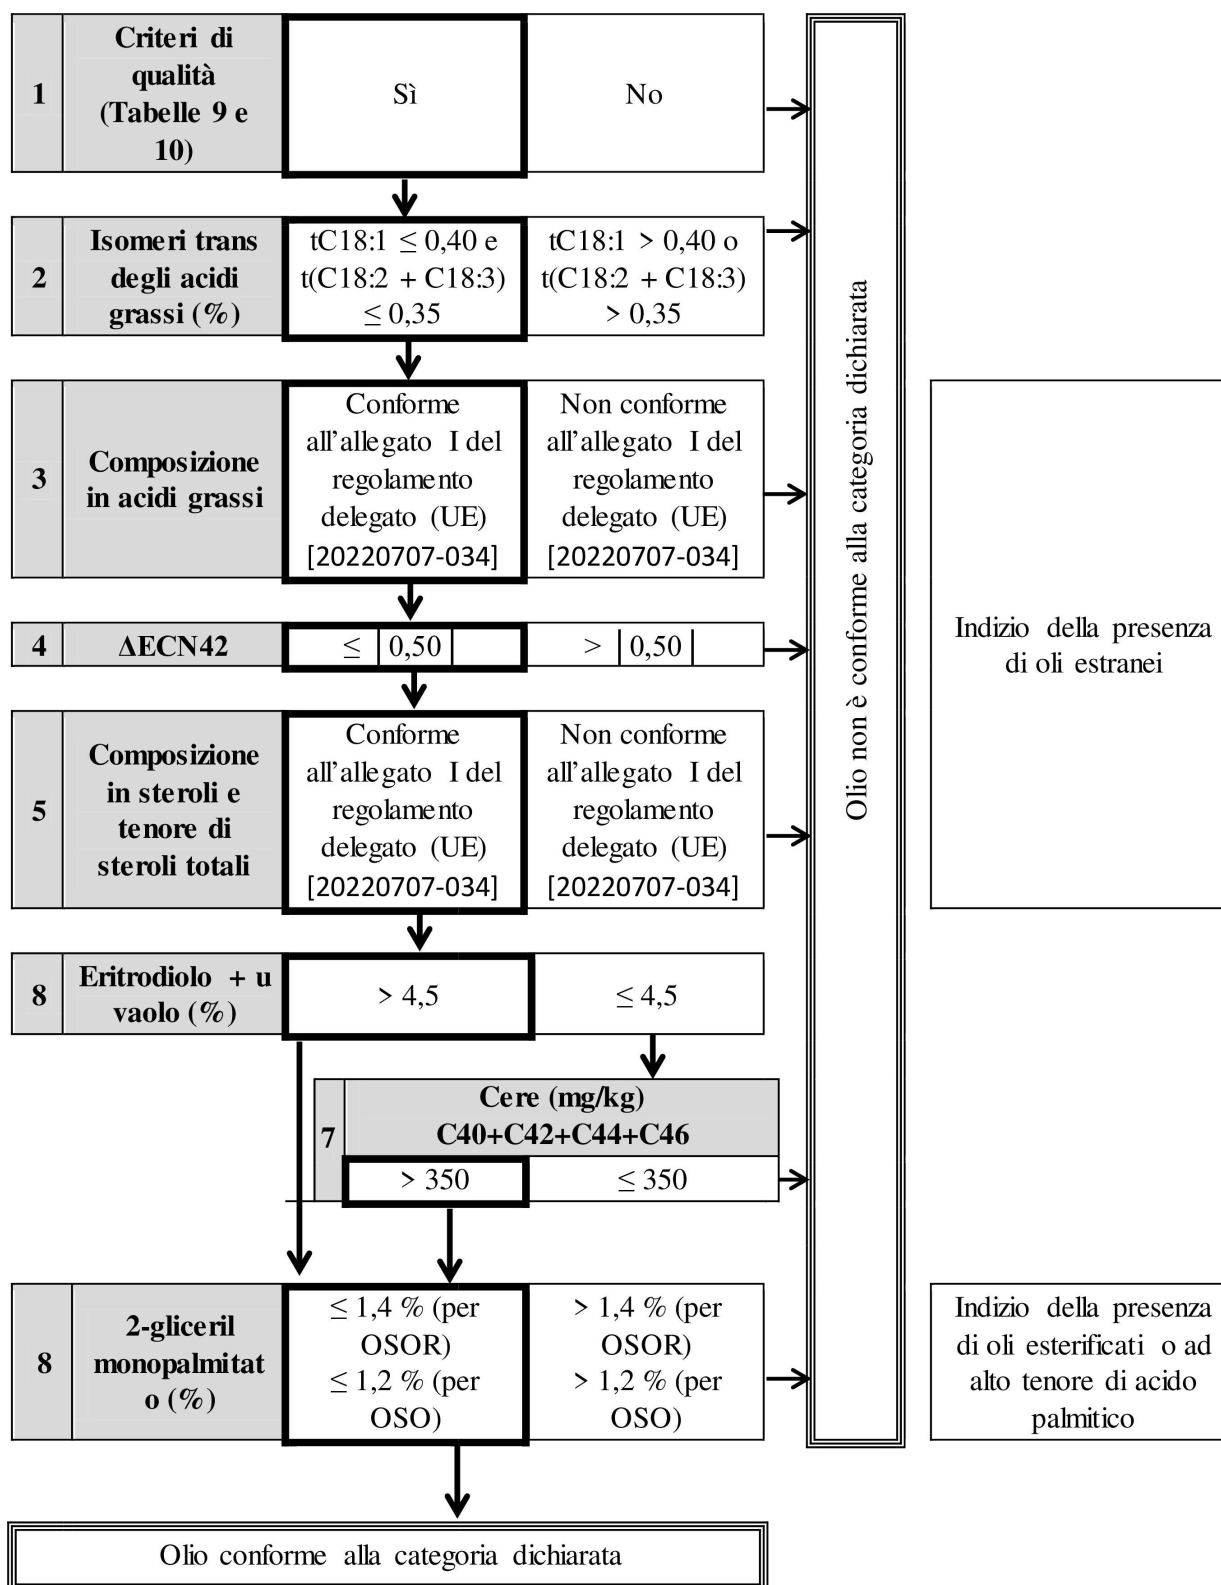 1
Criteri di
qualità
(Tabelle 9 e
10)
Sì
No
2
Isomeri trans
degli acidi
grassi (%)
tC18:1 ≤ 0,40 e
t(C18:2 + C18:3)
≤ 0,35
tC18:1 > 0,40 o
t(C18:2 + C18:3)
> 0,35
3
Composizione
in acidi grassi
Conforme
all'allegato I del
regolamento
delegato (UE)
[20220707-034]
Non conforme
all'allegato I del
regolamento
delegato (UE)
[20220707-034]
4
ΔECN42
≤ |0,50|
> |0,50|
5
Composizione
in steroli e
tenore di
steroli totali
Conforme
all'allegato I del
regolamento
delegato (UE)
[20220707-034]
Non conforme
all'allegato I del
regolamento
delegato (UE)
[20220707-034]
8
Eritrodiolo + u
vaolo (%)
> 4,5
≤ 4,5
7
Cere (mg/kg)
C40+C42+C44+C46
> 350
≤ 350
8
2-gliceril
monopalmitat
o (%)
≤ 1,4 % (per
OSOR)
≤ 1,2 % (per
OSO)
> 1,4 % (per
OSOR)
> 1,2 % (per
OSO)
Olio non è conforme alla categoria dichiarata
Indizio della presenza
di oli estranei
Indizio della presenza
di oli esterificati o ad
alto tenore di acido
palmitico
Olio conforme alla categoria dichiarata